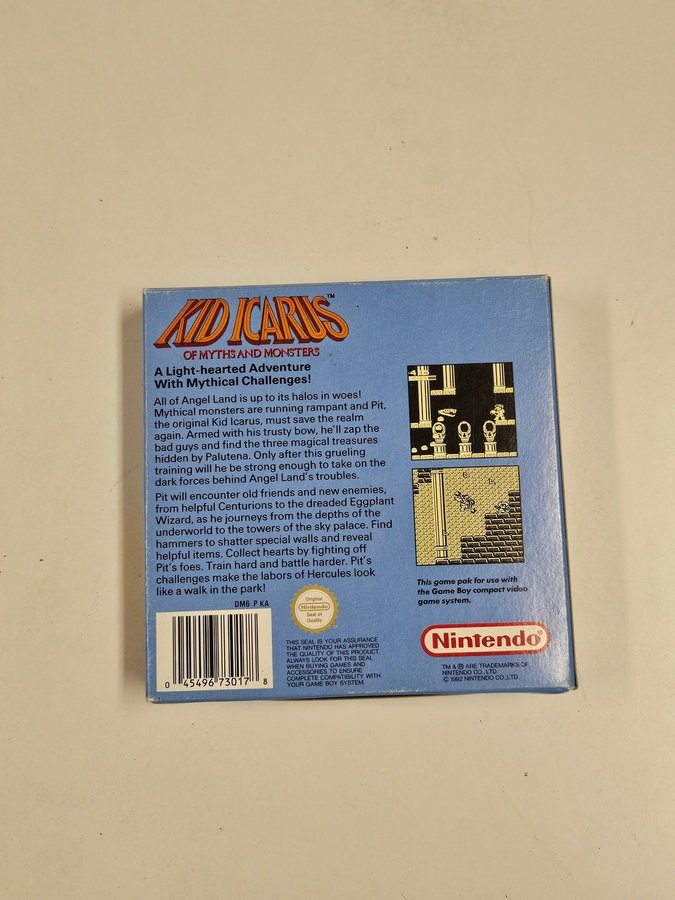 KID ICARUS™
OF MYTHS AND MONSTERS
A Light-hearted Adventure
With Mythical Challenges!
All of Angel Land is up to its halos in woes!
Mythical monsters are running rampant and Pit,
the original Kid Icarus, must save the realm
again. Armed with his trusty bow, he'll zap the
bad guys and find the three magical treasures
hidden by Palutena. Only after this grueling
training will he be strong enough to take on the
dark forces behind Angel Land's troubles.
Pit will encounter old friends and new enemies,
from helpful Centurions to the dreaded Eggplant
Wizard, as he journeys from the depths of the
underworld to the towers of the sky palace. Find
hammers to shatter special walls and reveal
helpful items. Collect hearts by fighting off
Pit's foes. Train hard and battle harder. Pit's
challenges make the labors of Hercules look
like a walk in the park!
DMG P KA
0 45496 73017 8
Original
Nintendo
Seal of
Quality
THIS SEAL IS YOUR ASSURANCE
THAT NINTENDO HAS APPROVED
THE QUALITY OF THIS PRODUCT
ALWAYS LOOK FOR THIS SEAL
WHEN BUYING GAMES AND
ACCESSORIES TO ENSURE
COMPLETE COMPATIBILITY WITH
YOUR GAME BOY SYSTEM.
This game pak for use with
the Game Boy compact video
game system.
Nintendo®
TM & ® ARE TRADEMARKS OF
NINTENDO CO., LTD.
© 1992 NINTENDO CO.,LTD.